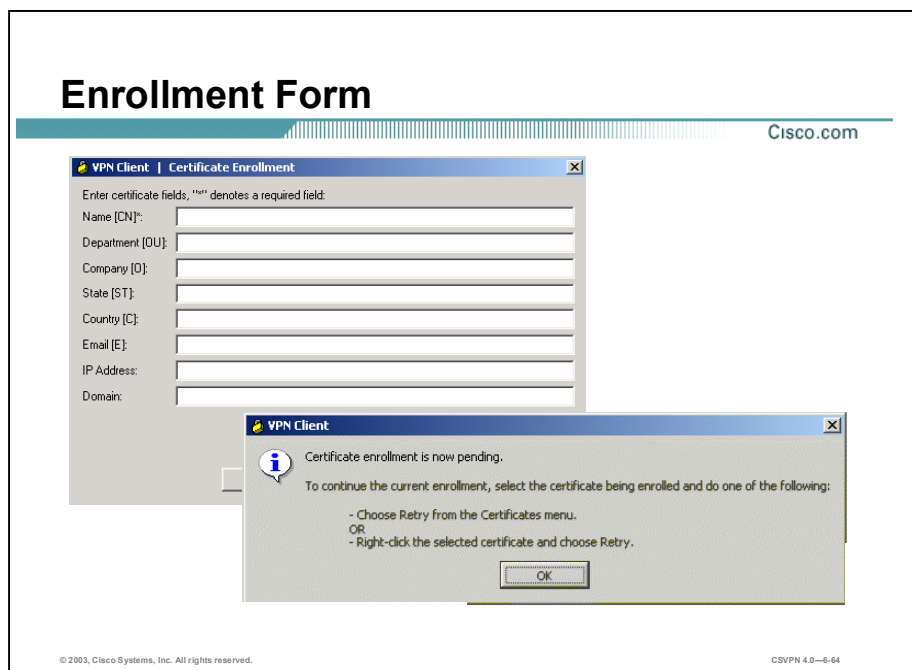 Enrollment Form
Cisco.com
VPN Client | Certificate Enrollment
Enter certificate fields, "*" denotes a required field:
Name [CN]*:
Department [OU]:
Company [O]:
State [ST]:
Country [C]:
Email [E]:
IP Address:
Domain:
VPN Client
Certificate enrollment is now pending.
To continue the current enrollment, select the certificate being enrolled and do one of the following:
- Choose Retry from the Certificates menu.
OR
- Right-click the selected certificate and choose Retry.
OK
© 2003, Cisco Systems, Inc. All rights reserved.
CSVPN 4.0—6-64